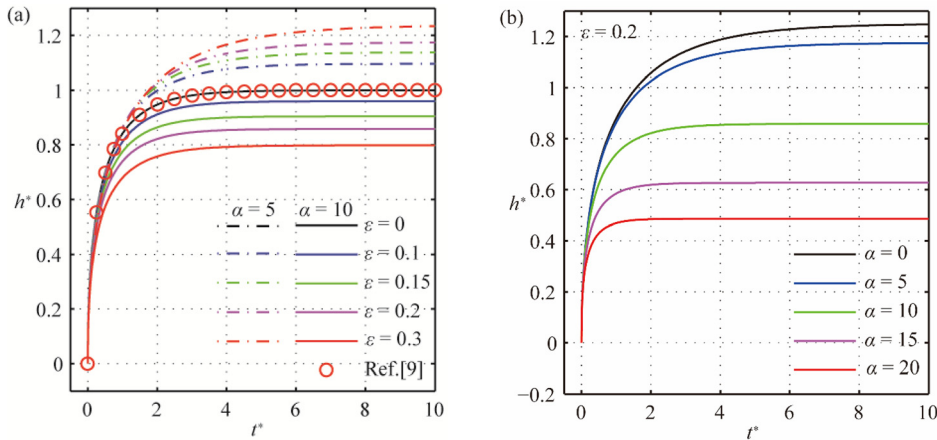 (a)
1.2
1
0.8
h*
0.6
0.4
0.2
0
α = 5 α = 10
ε = 0
ε = 0.1
ε = 0.15
ε = 0.2
ε = 0.3
Ref.[9]
0 2 4 6 8 10
t*
(b)
ε = 0.2
1.2
1.0
0.8
0.6
h*
0.4
0.2
0
−0.2
α = 0
α = 5
α = 10
α = 15
α = 20
0 2 4 6 8 10
t*